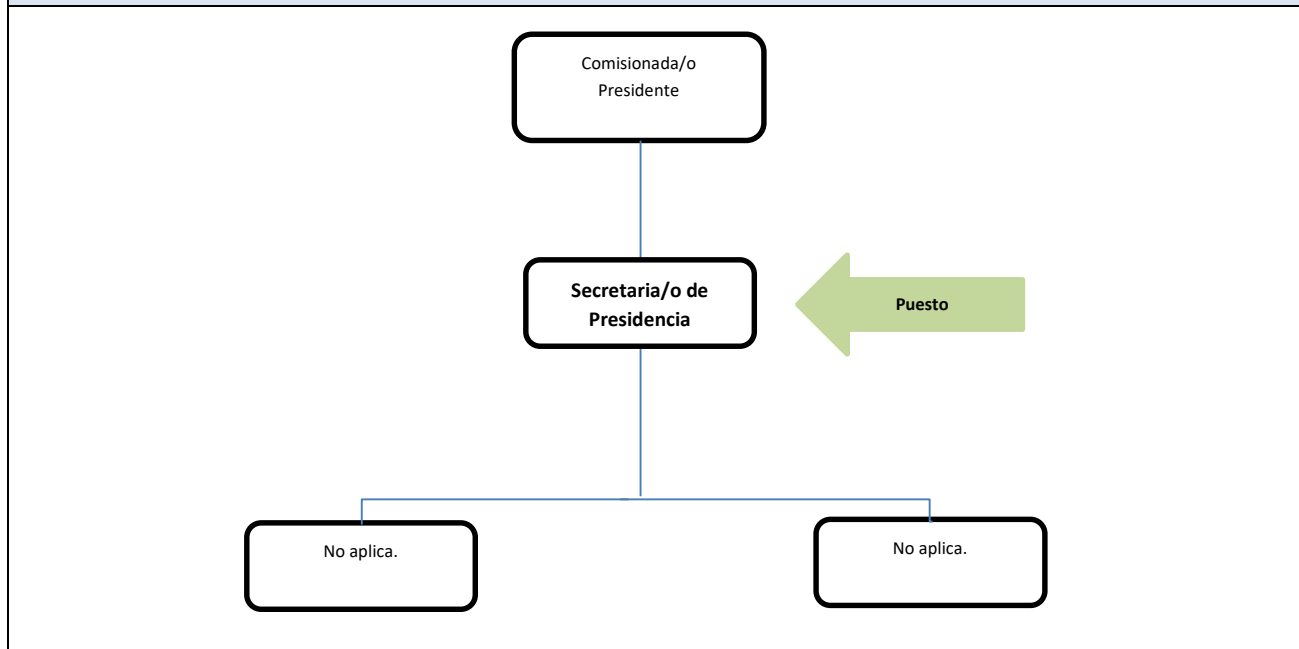 Comisionada/o
Presidente
Secretaria/o de
Presidencia
Puesto
No aplica.
No aplica.